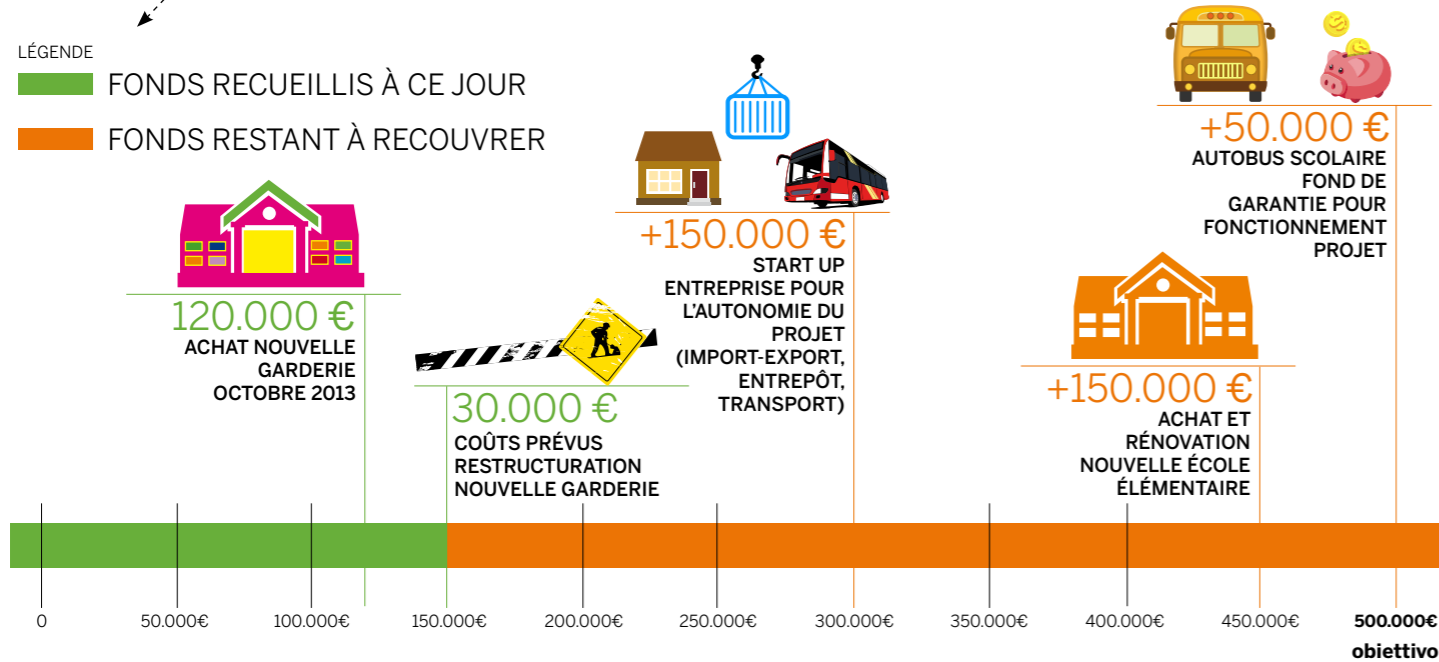 LÉGENDE
FONDS RECUEILLIS À CE JOUR
FONDS RESTANT À RECOUVRER
120.000 €
ACHAT NOUVELLE
GARDERIE
OCTOBRE 2013
30.000 €
COÛTS PRÉVUS
RESTRUCTURATION
NOUVELLE GARDERIE
+150.000 €
START UP
ENTREPRISE POUR
L'AUTONOMIE DU
PROJET
(IMPORT-EXPORT,
ENTREPÔT,
TRANSPORT)
+150.000 €
ACHAT ET
RÉNOVATION
NOUVELLE ÉCOLE
ÉLÉMENTAIRE
+50.000 €
AUTOBUS SCOLAIRE
FOND DE
GARANTIE POUR
FONCTIONNEMENT
PROJET
0 50.000€ 100.000€ 150.000€ 200.000€ 250.000€ 300.000€ 350.000€ 400.000€ 450.000€ 500.000€
obiettivo